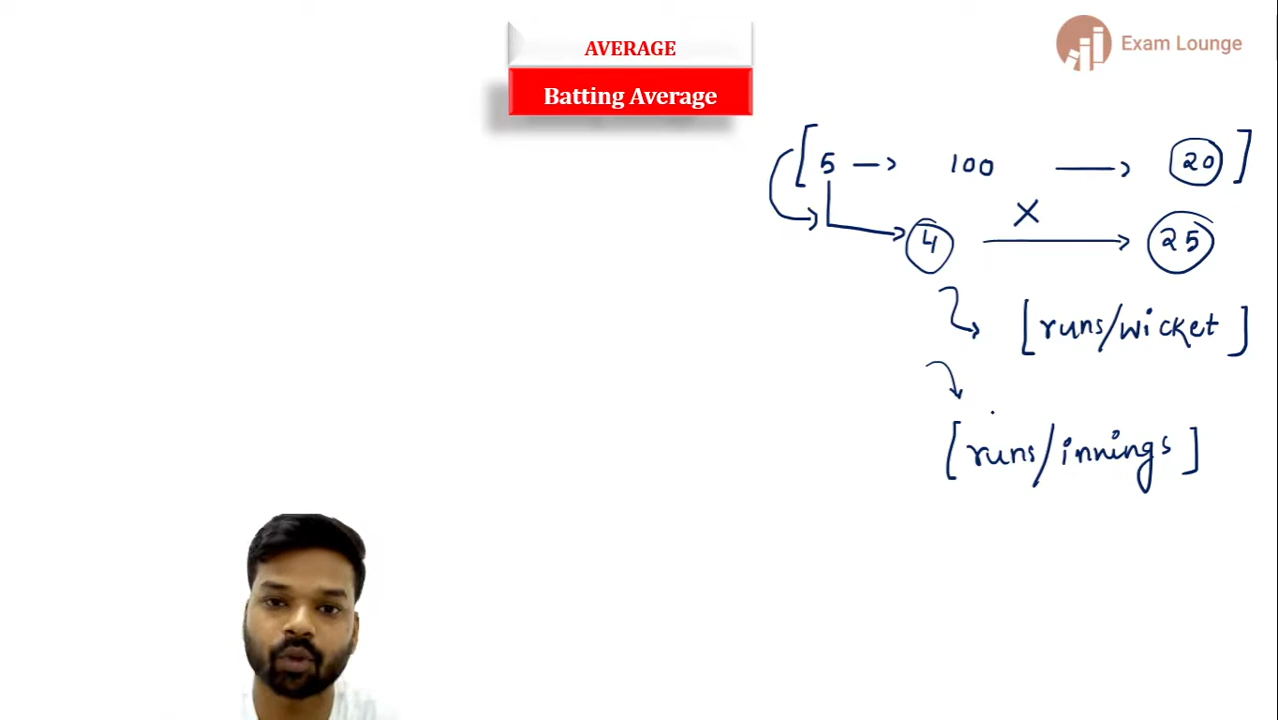 AVERAGE
Batting Average
Exam Lounge
[5 → 100 → 20]
4 → 25
X
[runs/wicket]
[runs/innings]